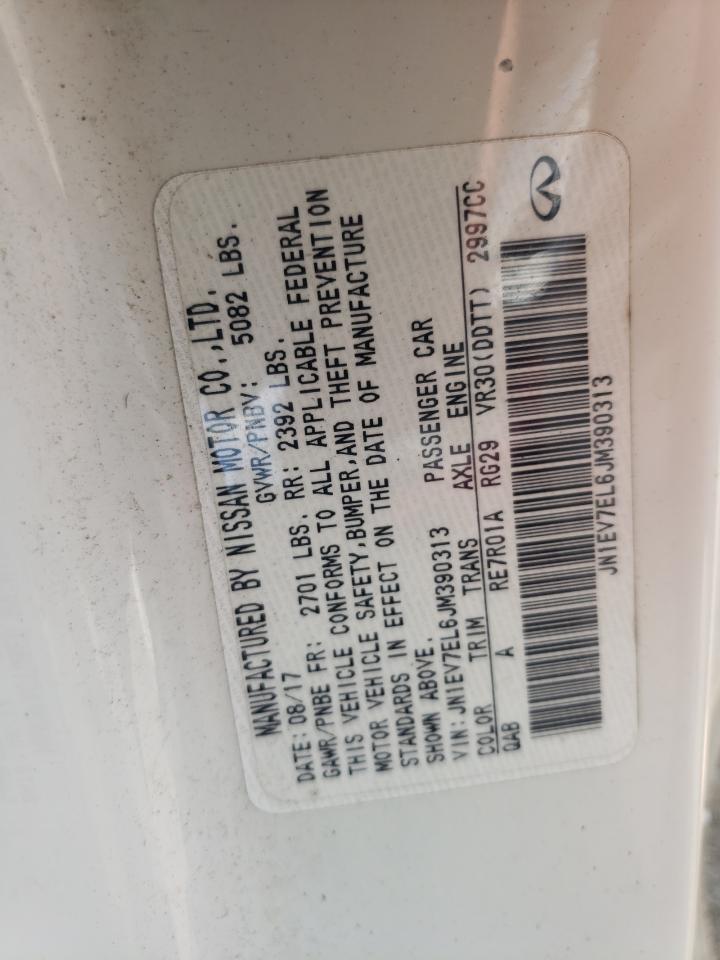 MANUFACTURED BY NISSAN MOTOR CO.,LTD.
DATE: 08/17 GVWR/PNBV: 5082 LBS.
GAWR/PNBE FR: 2701 LBS. RR: 2392 LBS.
THIS VEHICLE CONFORMS TO ALL APPLICABLE FEDERAL
MOTOR VEHICLE SAFETY,BUMPER,AND THEFT PREVENTION
STANDARDS IN EFFECT ON THE DATE OF MANUFACTURE
SHOWN ABOVE.
VIN: JN1EV7EL6JM390313 PASSENGER CAR
COLOR TRIM TRANS AXLE ENGINE
QAB A RE7R01A RG29 VR30(DDTT) 2997CC
JN1EV7EL6JM390313